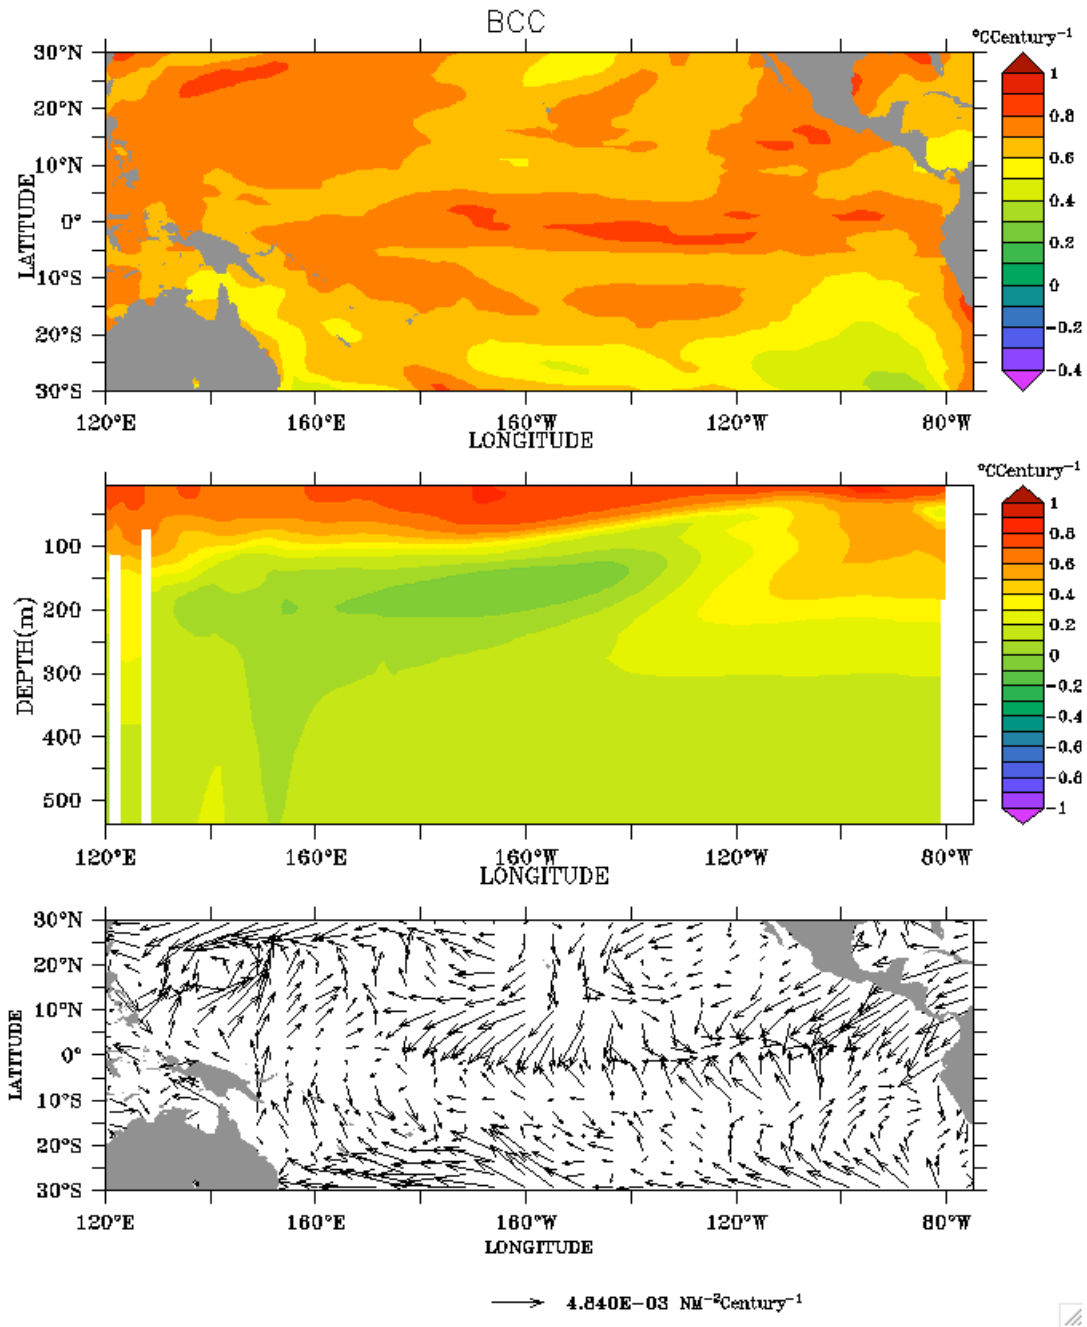 BCC
°CCentury⁻¹
30°N
20°N
10°N
0°
10°S
20°S
30°S
LATITUDE
1
0.8
0.6
0.4
0.2
0
-0.2
-0.4
120°E 160°E 160°W 120°W 80°W
LONGITUDE
°CCentury⁻¹
100
200
300
400
500
DEPTH(m)
1
0.8
0.6
0.4
0.2
0
-0.2
-0.4
-0.6
-0.8
-1
120°E 160°E 160°W 120°W 80°W
LONGITUDE
30°N
20°N
10°N
0°
10°S
20°S
30°S
LATITUDE
120°E 160°E 160°W 120°W 80°W
LONGITUDE
4.840E-03 NM⁻²Century⁻¹